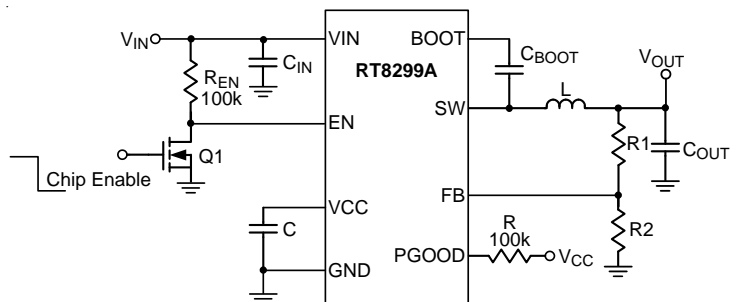 VIN
VIN
BOOT
CIN
CBOOT
VOUT
RT8299A
REN
100k
SW
L
EN
Q1
R1
COUT
Chip Enable
VCC
FB
C
R
100k
R2
PGOOD
VCC
GND